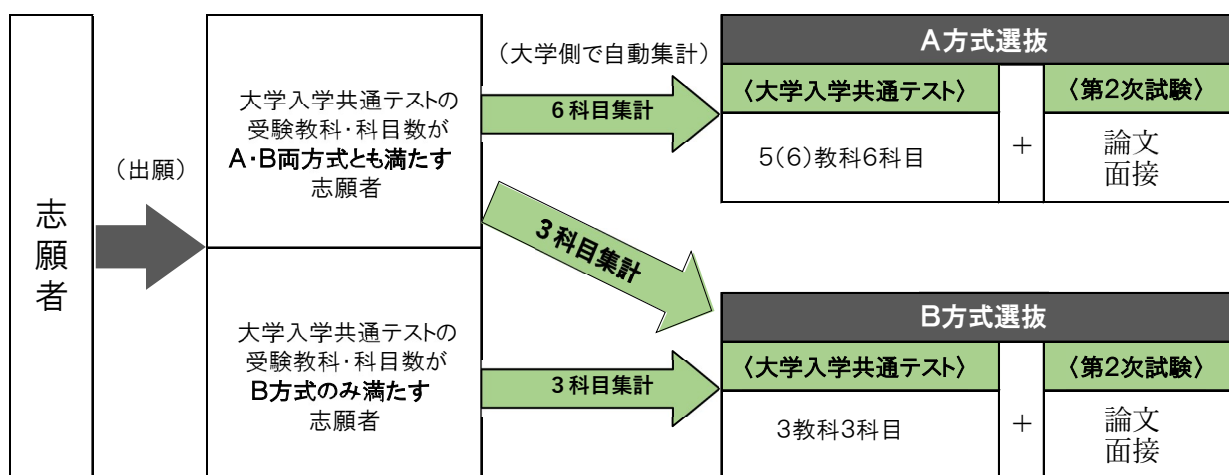 志願者
(出願)
大学入学共通テストの
受験教科・科目数が
A・B両方式とも満たす
志願者
大学入学共通テストの
受験教科・科目数が
B方式のみ満たす
志願者
(大学側で自動集計)
6科目集計
3科目集計
3科目集計
A方式選抜
〈大学入学共通テスト〉
+
〈第2次試験〉
5(6)教科6科目
論文
面接
B方式選抜
〈大学入学共通テスト〉
+
〈第2次試験〉
3教科3科目
論文
面接